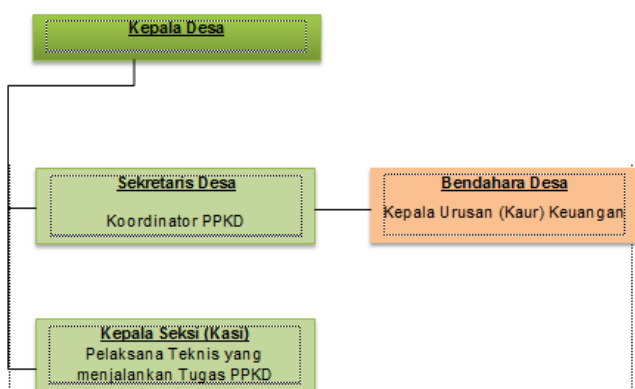 Kepala Desa
Sekretaris Desa
Koordinator PPKD
Bendahara Desa
Kepala Urusan (Kaur) Keuangan
Kepala Seksi (Kasi)
Pelaksana Teknis yang
menjalankan Tugas PPKD